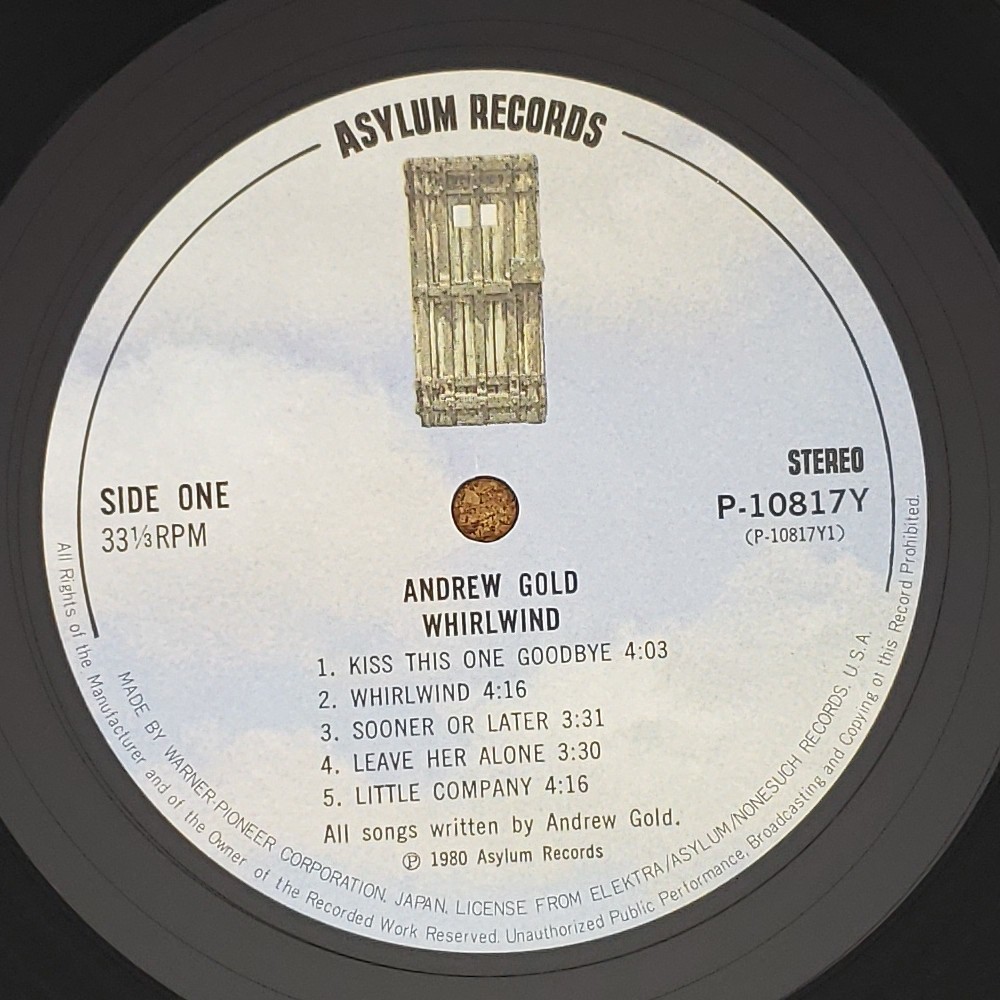 ASYLUM RECORDS
STEREO
SIDE ONE
P-10817Y
33⅓RPM
(P-10817Y1)
ANDREW GOLD
WHIRLWIND
1. KISS THIS ONE GOODBYE 4:03
2. WHIRLWIND 4:16
3. SOONER OR LATER 3:31
4. LEAVE HER ALONE 3:30
5. LITTLE COMPANY 4:16
All songs written by Andrew Gold.
Ⓟ 1980 Asylum Records
MADE BY WARNER-PIONEER CORPORATION, JAPAN. LICENSE FROM ELEKTRA/ASYLUM/NONESUCH RECORDS. U.S.A.
All Rights of the Manufacturer and of the Owner of the Recorded Work Reserved. Unauthorized Public Performance, Broadcasting and Copying of this Record Prohibited.